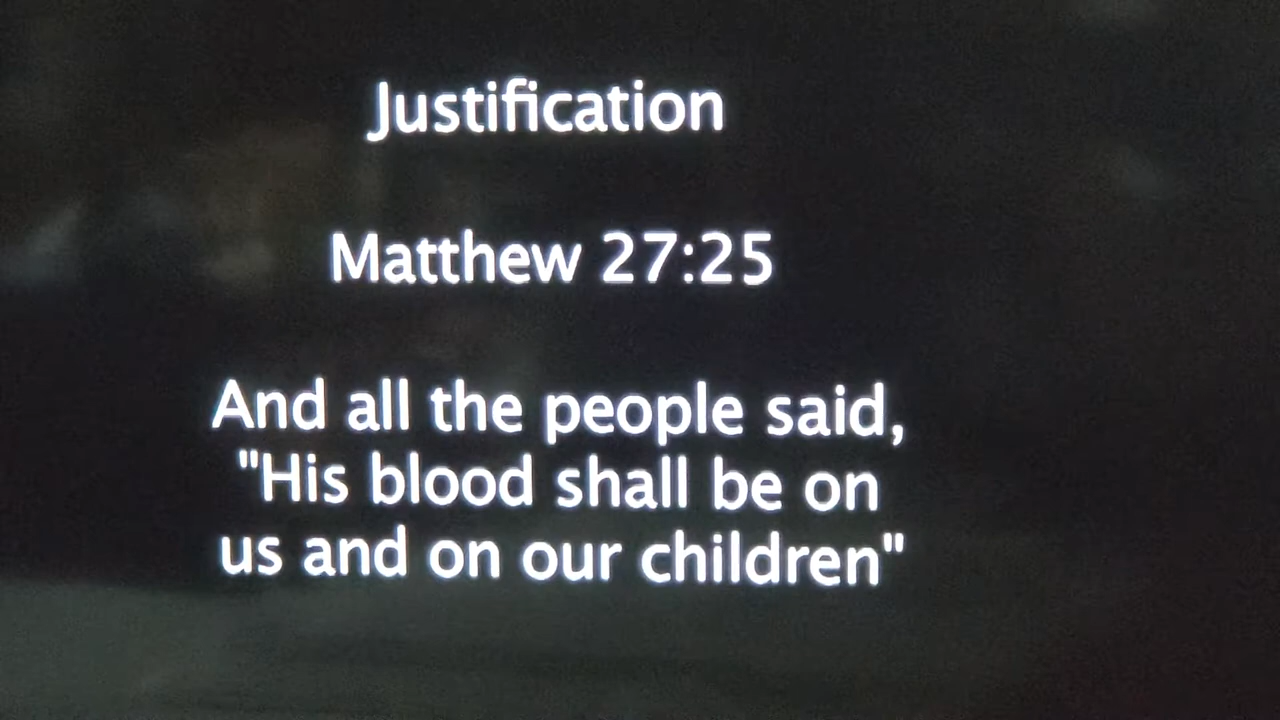 Justification
Matthew 27:25
And all the people said,
"His blood shall be on
us and on our children"